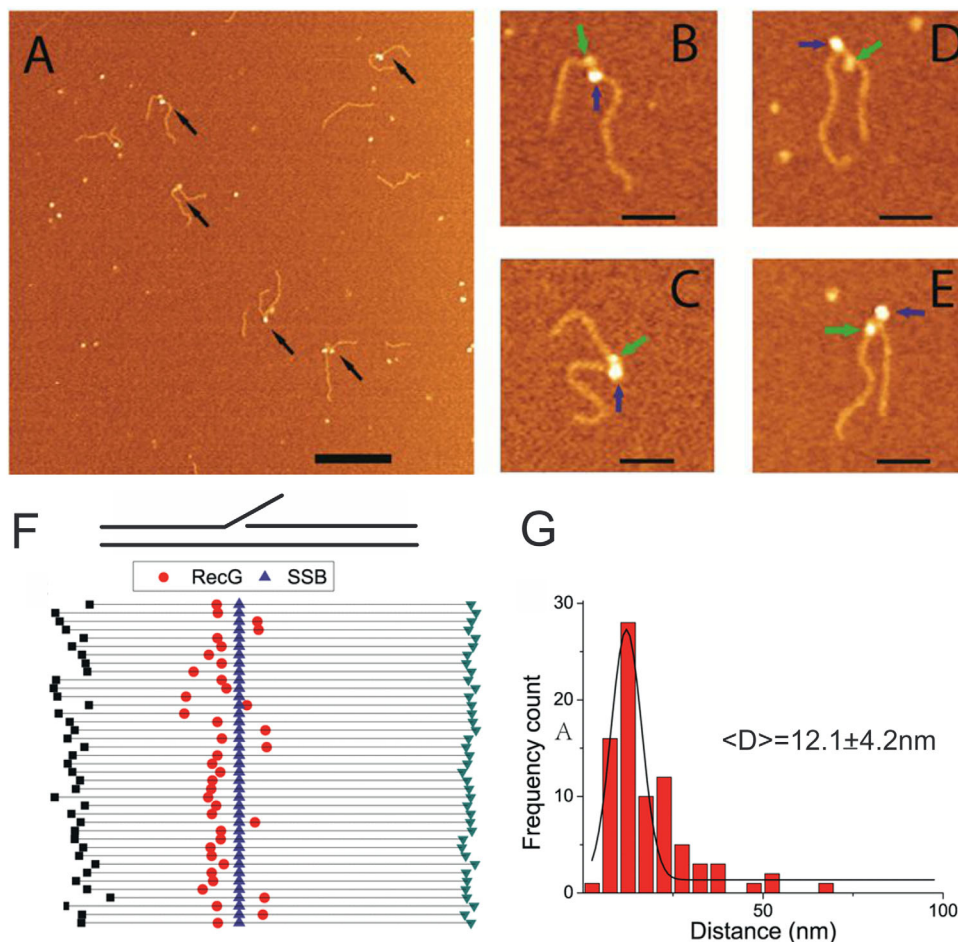 A
B
D
C
E
F
RecG SSB
G
30
20
10
0
Frequency count
A
<D>=12.1±4.2nm
50
100
Distance (nm)